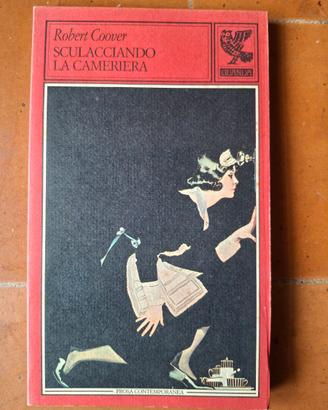 Robert Coover
SCULACCIANDO
LA CAMERIERA
GUANDA
PROSA CONTEMPORANEA